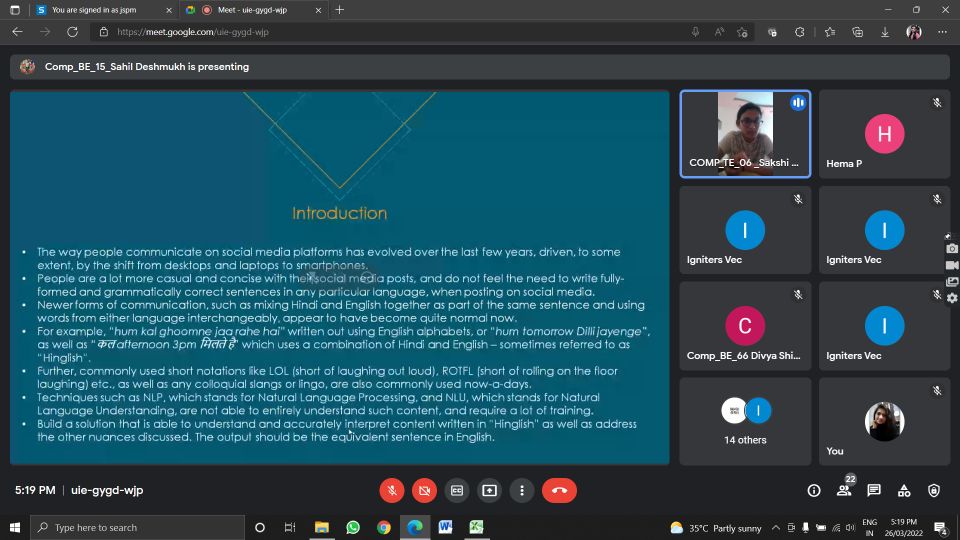 You are signed in as jspm
Meet - uie-gygd-wjp
https://meet.google.com/uie-gygd-wjp
Comp_BE_15_Sahil Deshmukh is presenting
Introduction
• The way people communicate on social media platforms has evolved over the last few years, driven, to some
extent, by the shift from desktops and laptops to smartphones.
• People are a lot more casual and concise with their social media posts, and do not feel the need to write fully-
formed and grammatically correct sentences in any particular language, when posting on social media.
• Newer forms of communication, such as mixing Hindi and English together as part of the same sentence and using
words from either language interchangeably, appear to have become quite normal now.
• For example, "hum kal ghoomne jaa rahe hai" written out using English alphabets, or "hum tomorrow Dilli jayenge",
as well as "कल afternoon 3pm मिलते है" which uses a combination of Hindi and English – sometimes referred to as
"Hinglish".
• Further, commonly used short notations like LOL (short of laughing out loud), ROTFL (short of rolling on the floor
laughing) etc., as well as any colloquial slangs or lingo, are also commonly used now-a-days.
• Techniques such as NLP, which stands for Natural Language Processing, and NLU, which stands for Natural
Language Understanding, are not able to entirely understand such content, and require a lot of training.
• Build a solution that is able to understand and accurately interpret content written in "Hinglish" as well as address
the other nuances discussed. The output should be the equivalent sentence in English.
COMP_TE_06 _Sakshi ...
H
Hema P
I
Igniters Vec
I
Igniters Vec
C
Comp_BE_66 Divya Shi...
I
Igniters Vec
I
14 others
You
5:19 PM | uie-gygd-wjp
22
Type here to search
W
X
35°C Partly sunny
ENG
IN
5:19 PM
26/03/2022
4